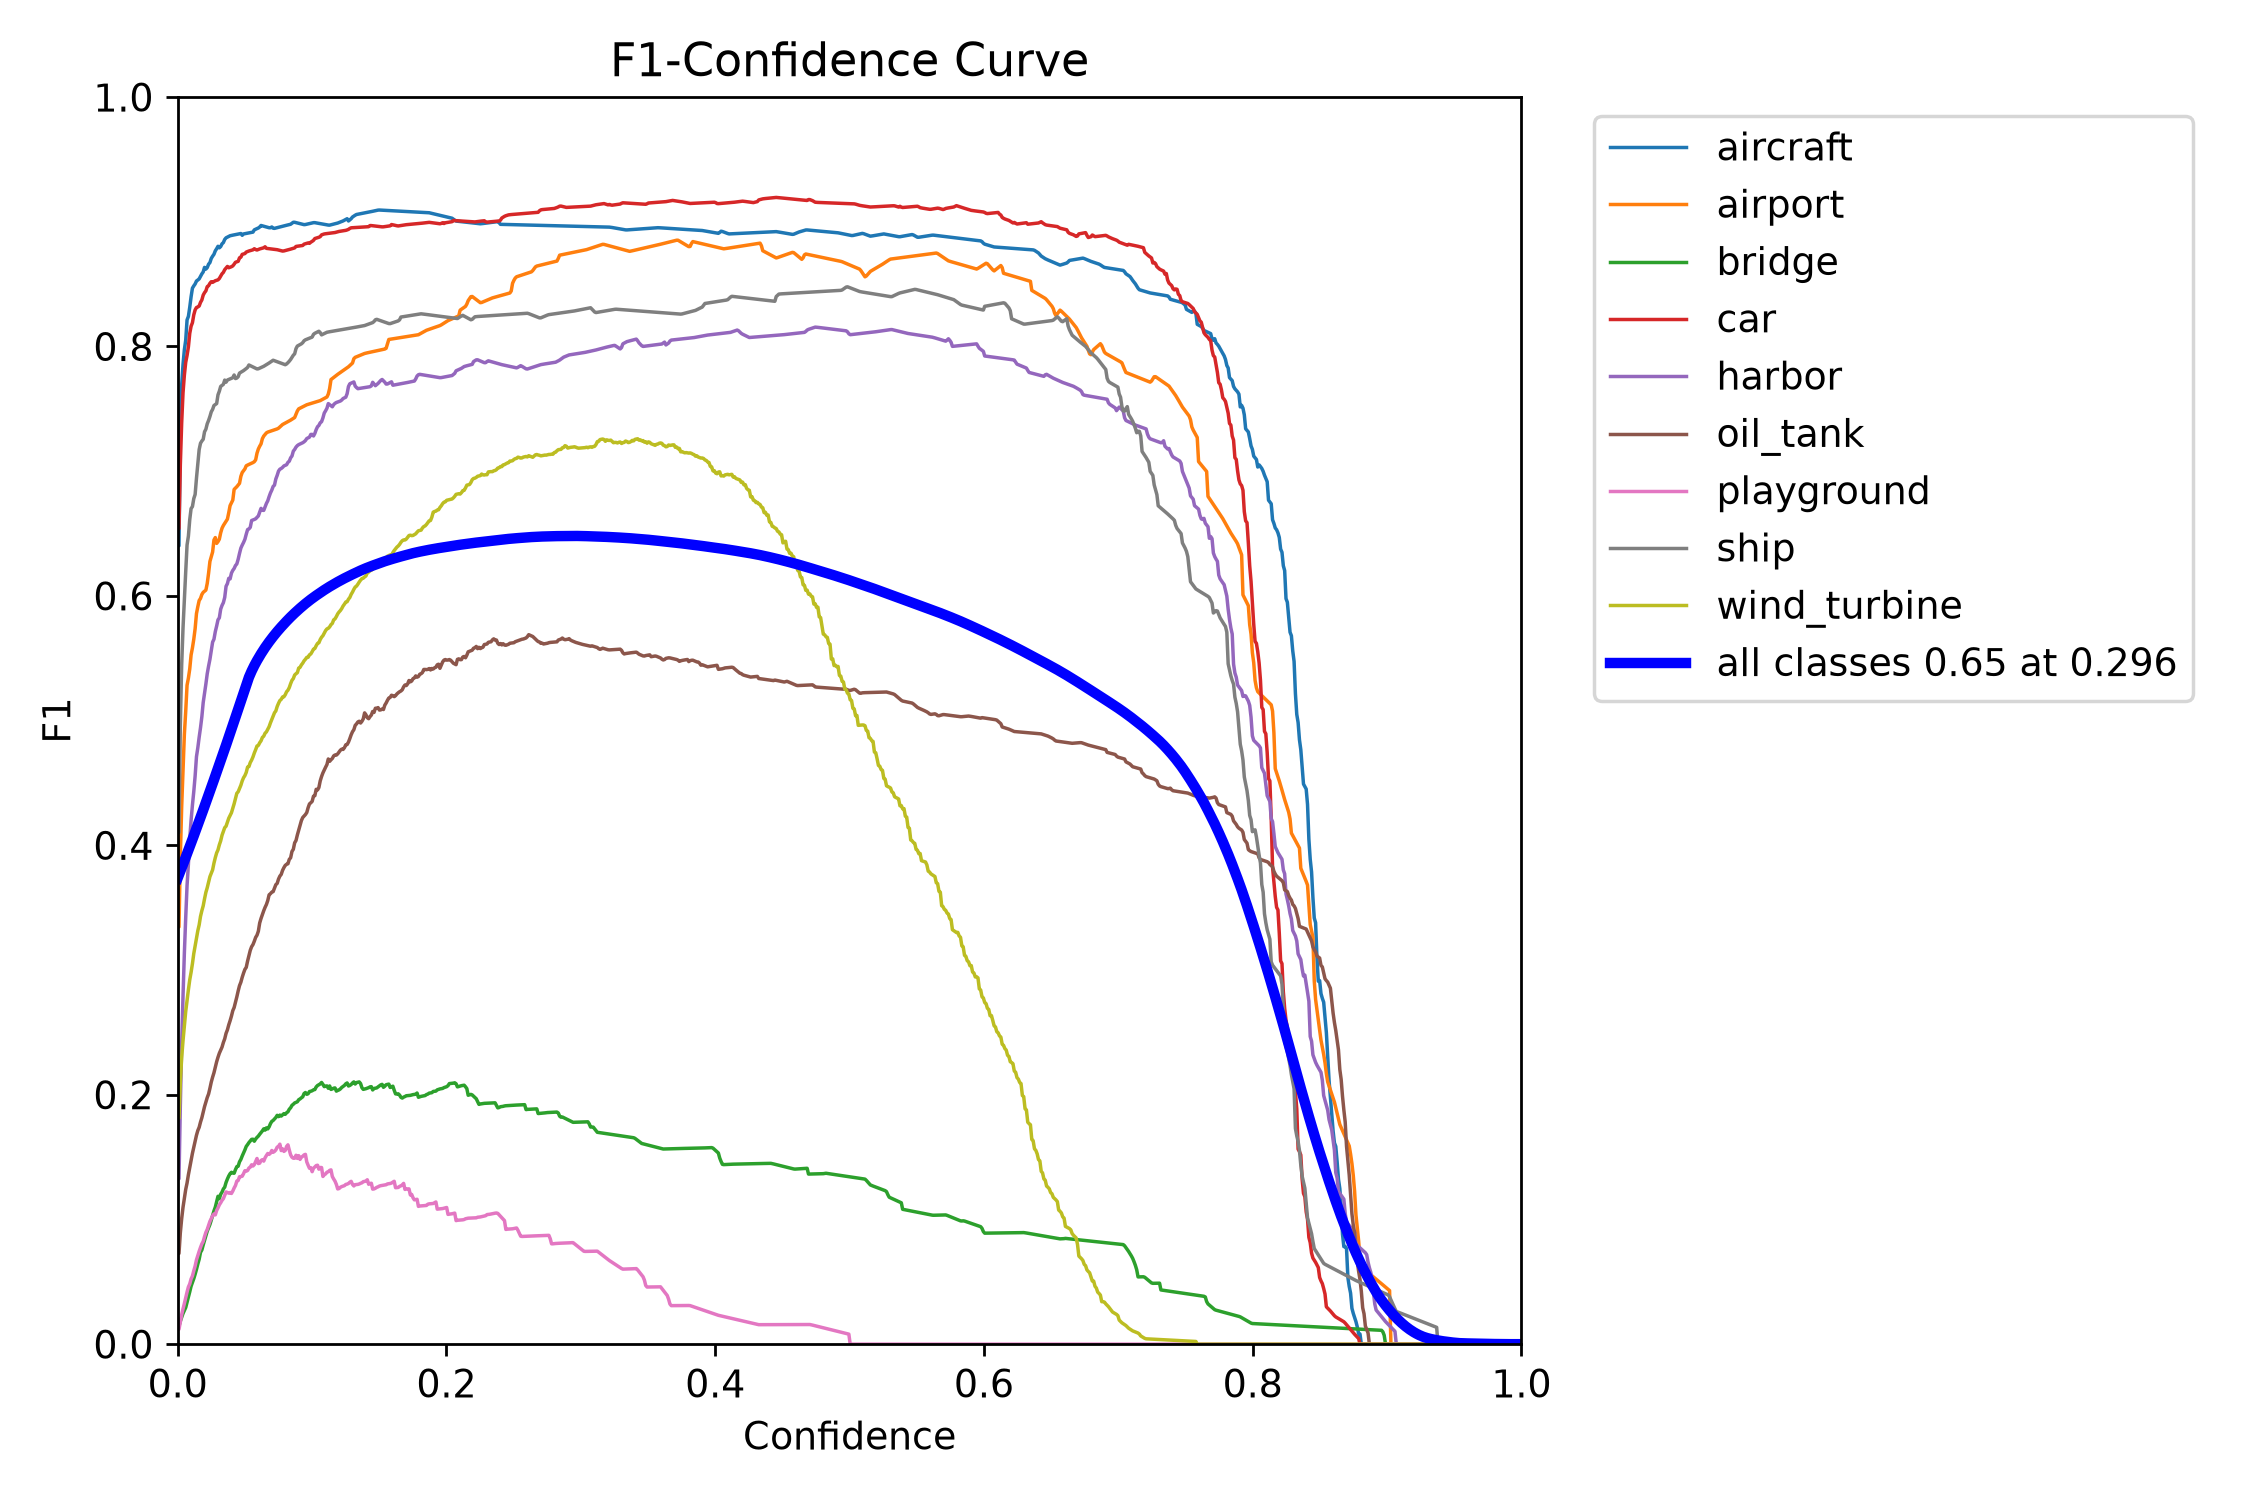 F1-Confidence Curve
1.0
0.8
0.6
0.4
0.2
0.0
F1
0.0 0.2 0.4 0.6 0.8 1.0
Confidence
aircraft
airport
bridge
car
harbor
oil_tank
playground
ship
wind_turbine
all classes 0.65 at 0.296